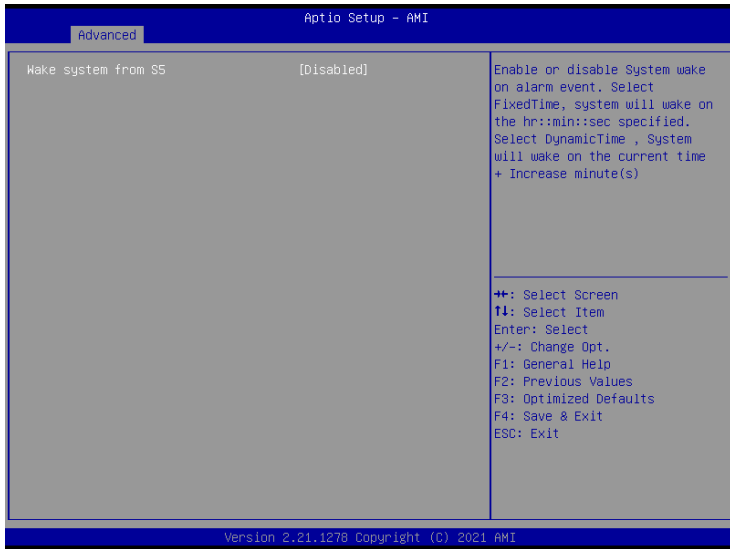 Aptio Setup – AMI
Advanced
Wake system from S5 [Disabled]
Enable or disable System wake
on alarm event. Select
FixedTime, system will wake on
the hr::min::sec specified.
Select DynamicTime , System
will wake on the current time
+ Increase minute(s)
→←: Select Screen
↑↓: Select Item
Enter: Select
+/-: Change Opt.
F1: General Help
F2: Previous Values
F3: Optimized Defaults
F4: Save & Exit
ESC: Exit
Version 2.21.1278 Copyright (C) 2021 AMI